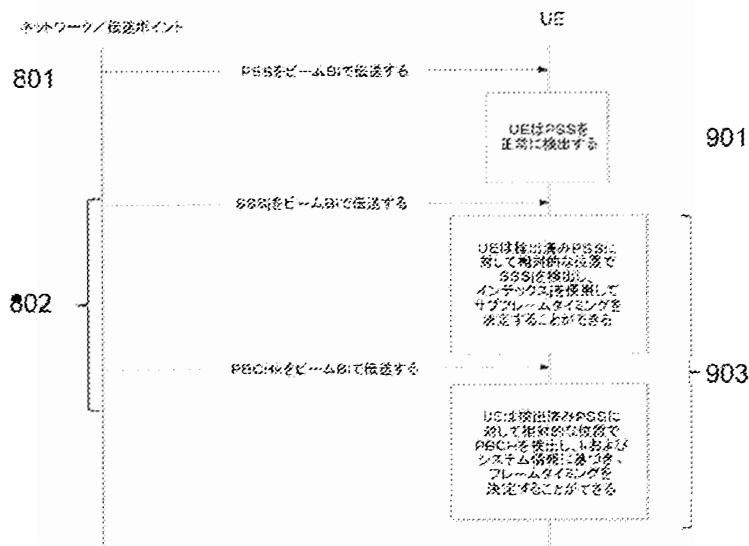 ネットワーク／伝送ポイント
UE
801
PSSをビームBiで伝送する
UEはPSSを
正常に検出する
901
SSSjをビームBiで伝送する
UEは検出済みPSSに
対して相対的な位置で
SSSjを検出し、
インデックスjを使用して
サブフレームタイミングを
決定することができる
802
PBCHkをビームBiで伝送する
903
UEは検出済みPSSに
対して相対的な位置で
PBCHを検出し、kおよび
システム情報に基づき、
フレームタイミングを
決定することができる